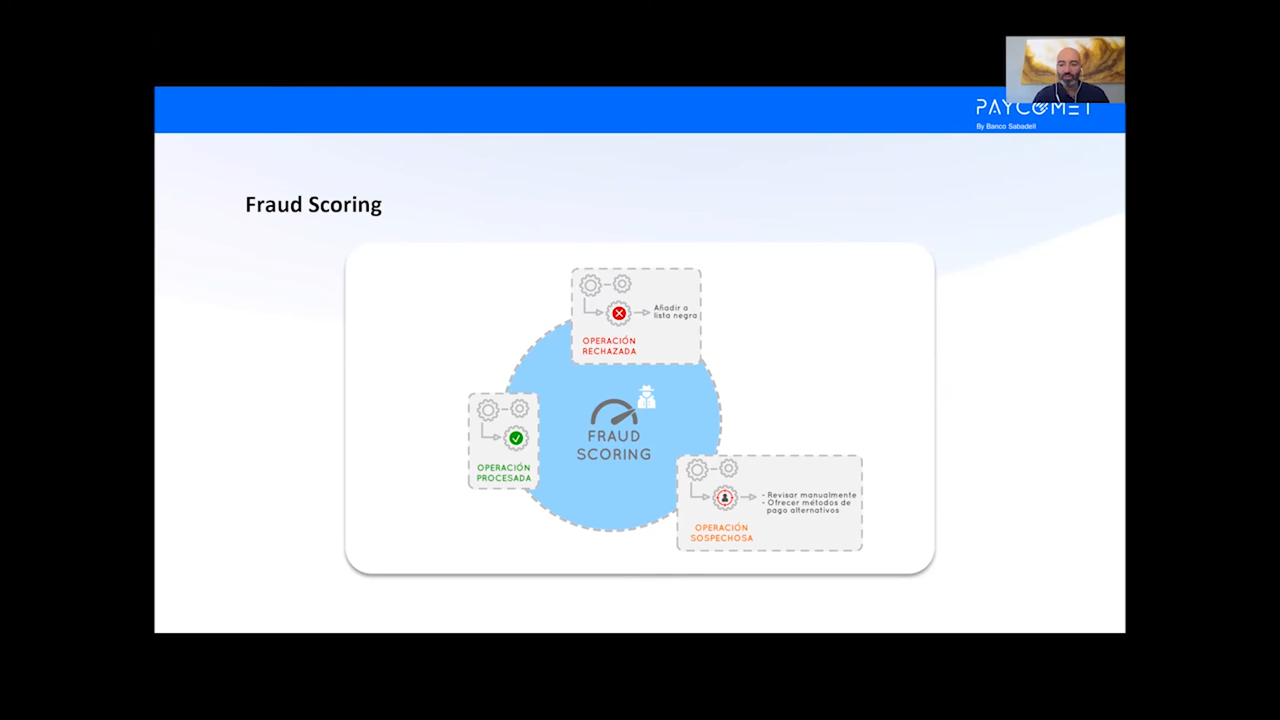 PAYCOMET
By Banco Sabadell
Fraud Scoring
Añadir a
lista negra
OPERACIÓN
RECHAZADA
FRAUD
SCORING
OPERACIÓN
PROCESADA
- Revisar manualmente
- Ofrecer métodos de
pago alternativos
OPERACIÓN
SOSPECHOSA